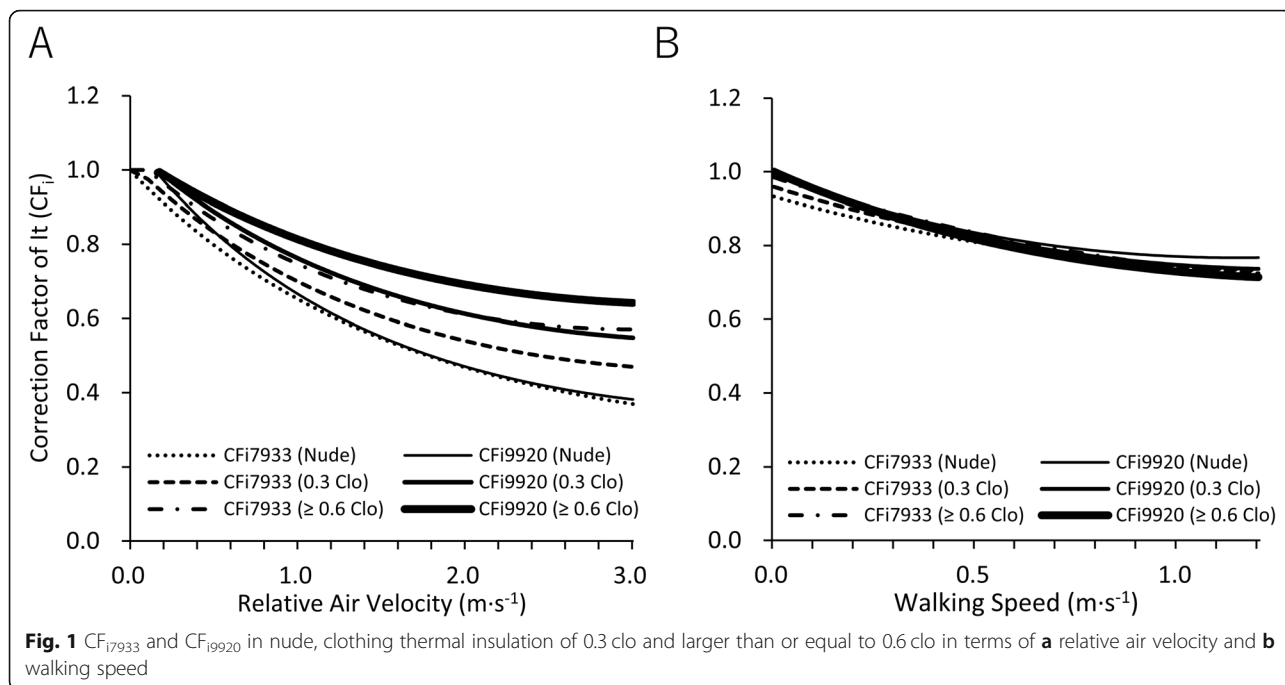 A
1.2
1.0
0.8
0.6
0.4
0.2
0.0
Correction Factor of It (CFi)
CFi7933 (Nude)
CFi7933 (0.3 Clo)
CFi7933 (≥ 0.6 Clo)
CFi9920 (Nude)
CFi9920 (0.3 Clo)
CFi9920 (≥ 0.6 Clo)
0.0 1.0 2.0 3.0
Relative Air Velocity (m·s-1)
B
1.2
1.0
0.8
0.6
0.4
0.2
0.0
CFi7933 (Nude)
CFi7933 (0.3 Clo)
CFi7933 (≥ 0.6 Clo)
CFi9920 (Nude)
CFi9920 (0.3 Clo)
CFi9920 (≥ 0.6 Clo)
0.0 0.5 1.0
Walking Speed (m·s-1)
Fig. 1 CFi7933 and CFi9920 in nude, clothing thermal insulation of 0.3 clo and larger than or equal to 0.6 clo in terms of a relative air velocity and b
walking speed